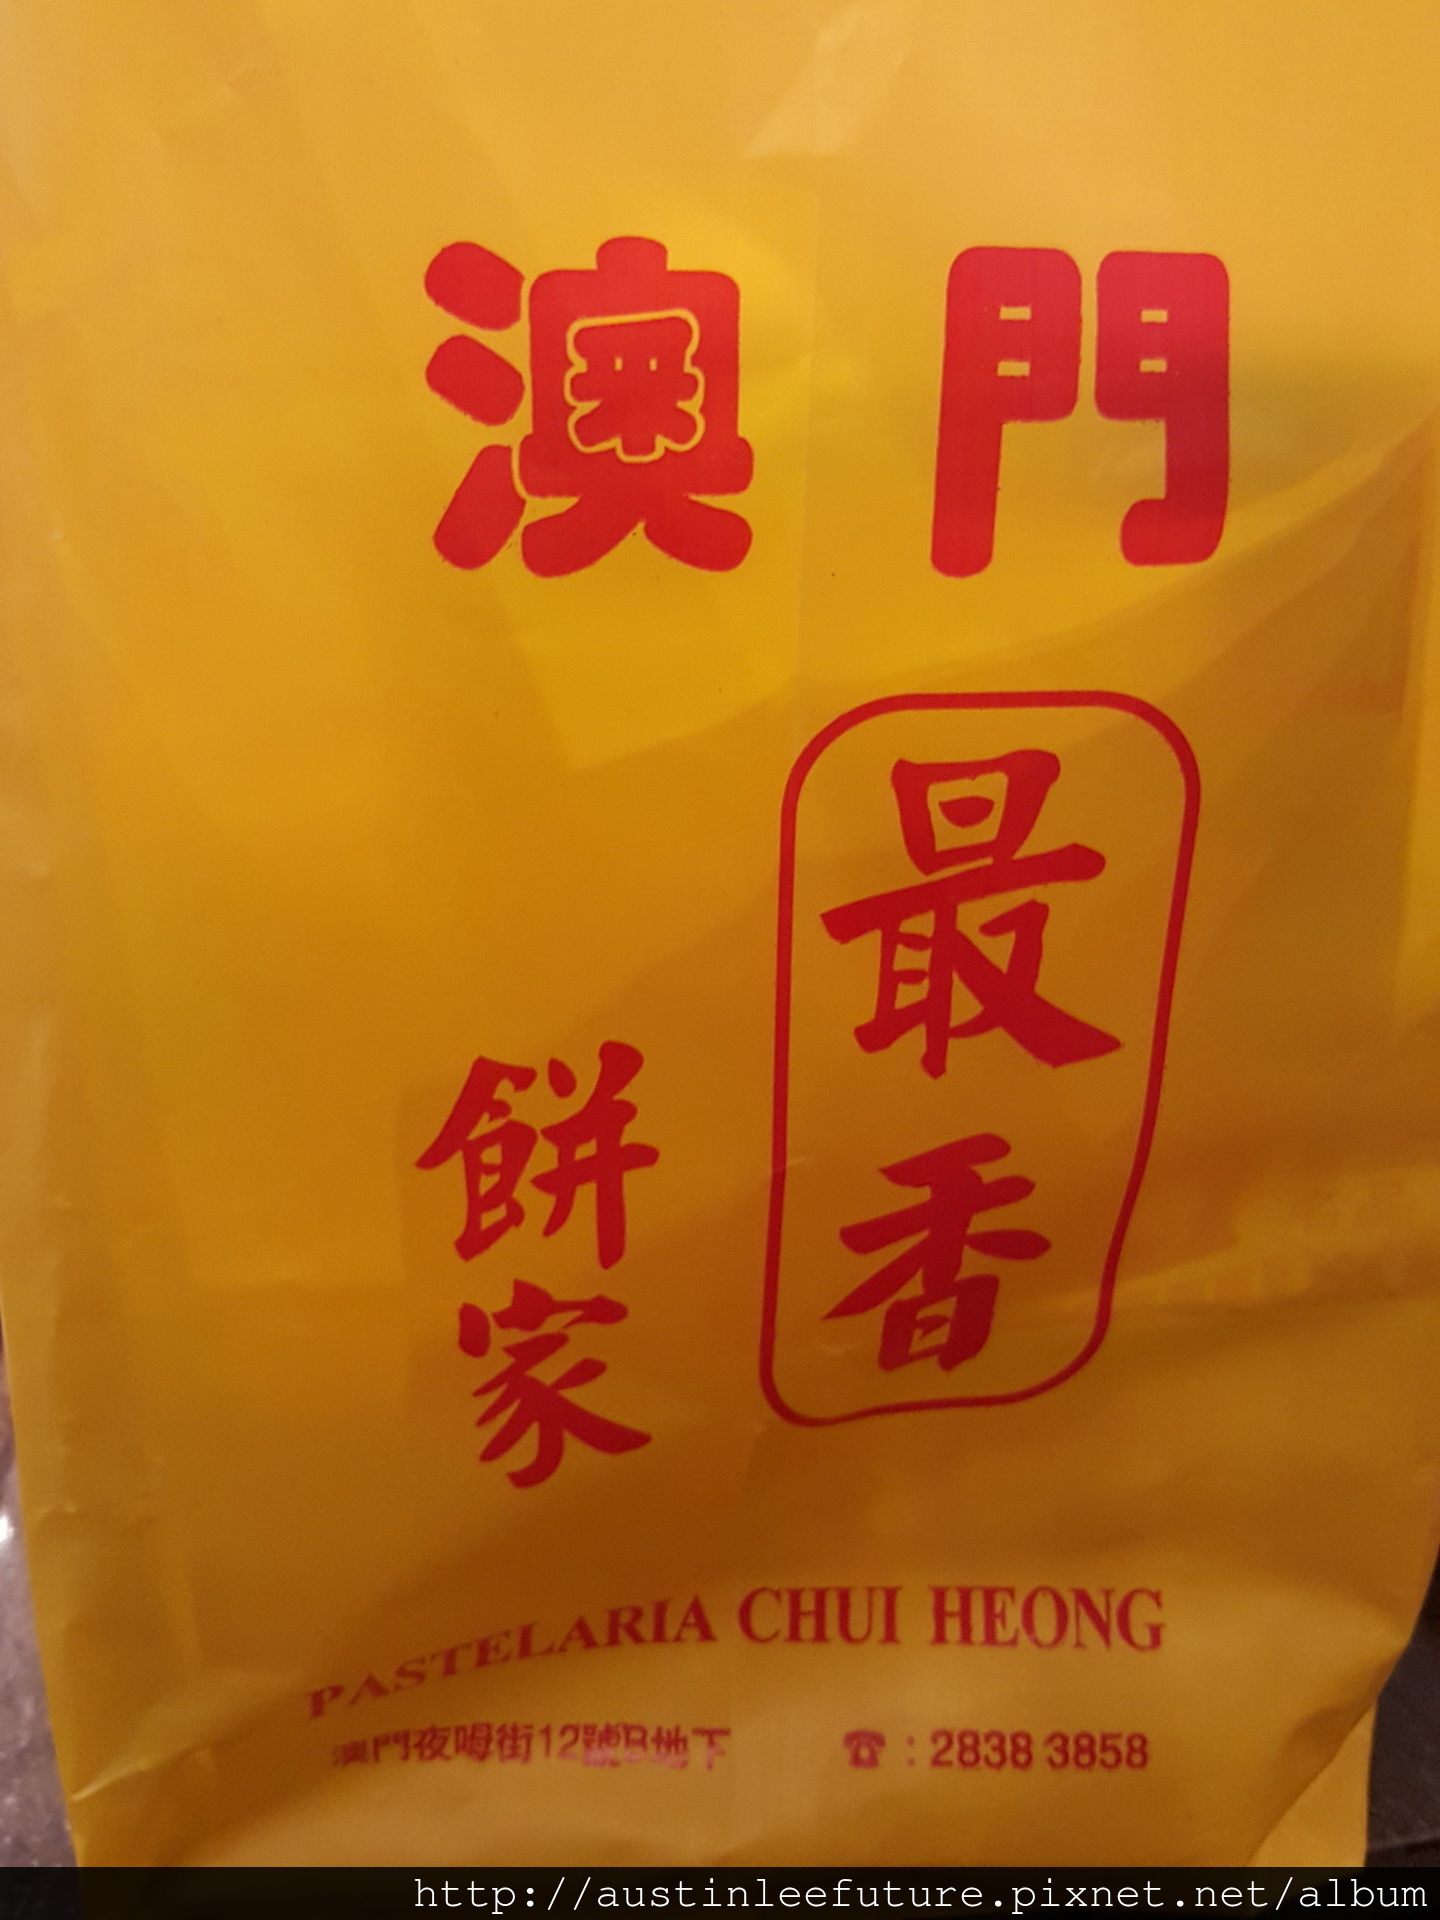 澳門
最香
餅家
PASTELARIA CHUI HEONG
澳門夜呣街12號B地下 ☎:2838 3858
http://austinleefuture.pixnet.net/album